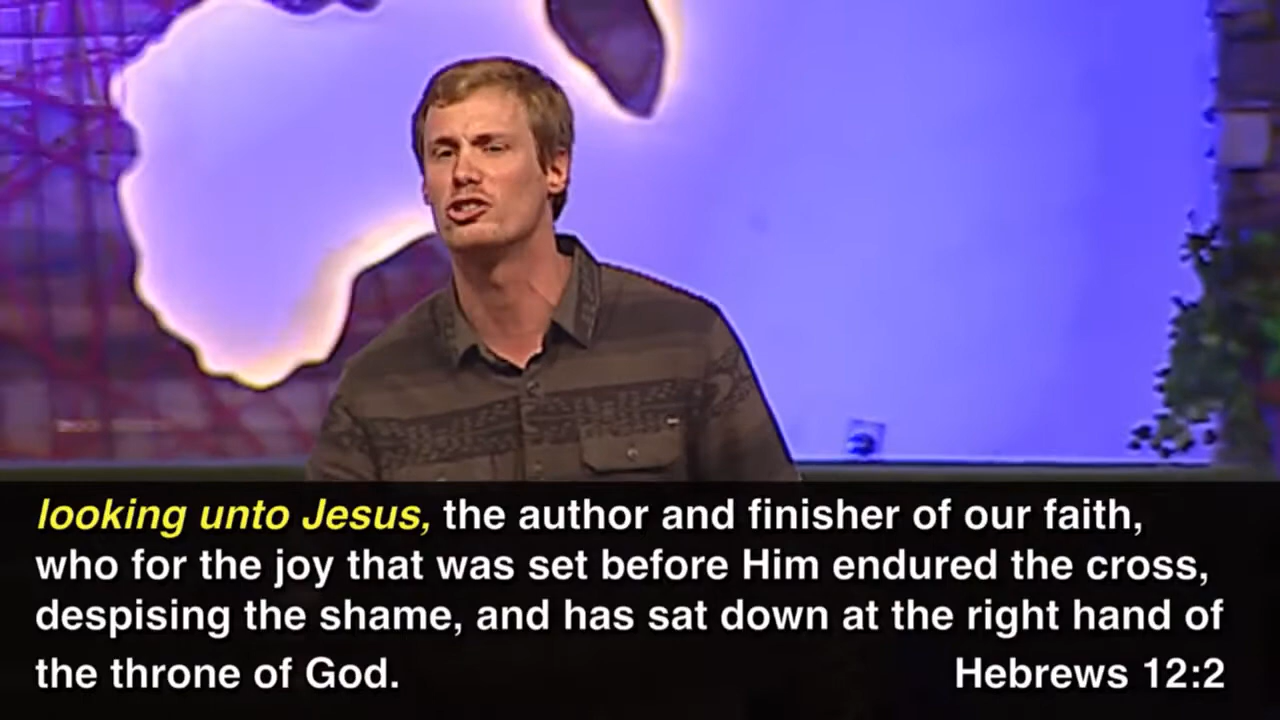 looking unto Jesus, the author and finisher of our faith,
who for the joy that was set before Him endured the cross,
despising the shame, and has sat down at the right hand of
the throne of God. Hebrews 12:2